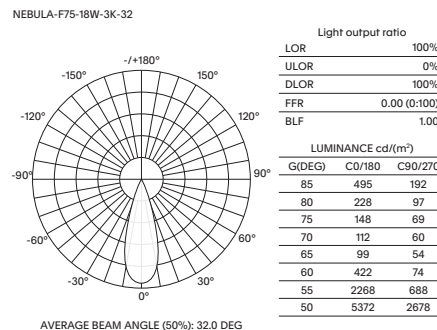 NEBULA-F75-18W-3K-32
-/+180°
-150° 150°
-120° 120°
-90° 90°
-60° 60°
-30° 30°
0°
AVERAGE BEAM ANGLE (50%): 32.0 DEG
Light output ratio
LOR 100%
ULOR 0%
DLOR 100%
FFR 0.00 (0:100)
BLF 1.00
LUMINANCE cd/(m²)
G(DEG) C0/180 C90/270
85 495 192
80 228 97
75 148 69
70 112 60
65 99 54
60 422 74
55 2268 688
50 5372 2678